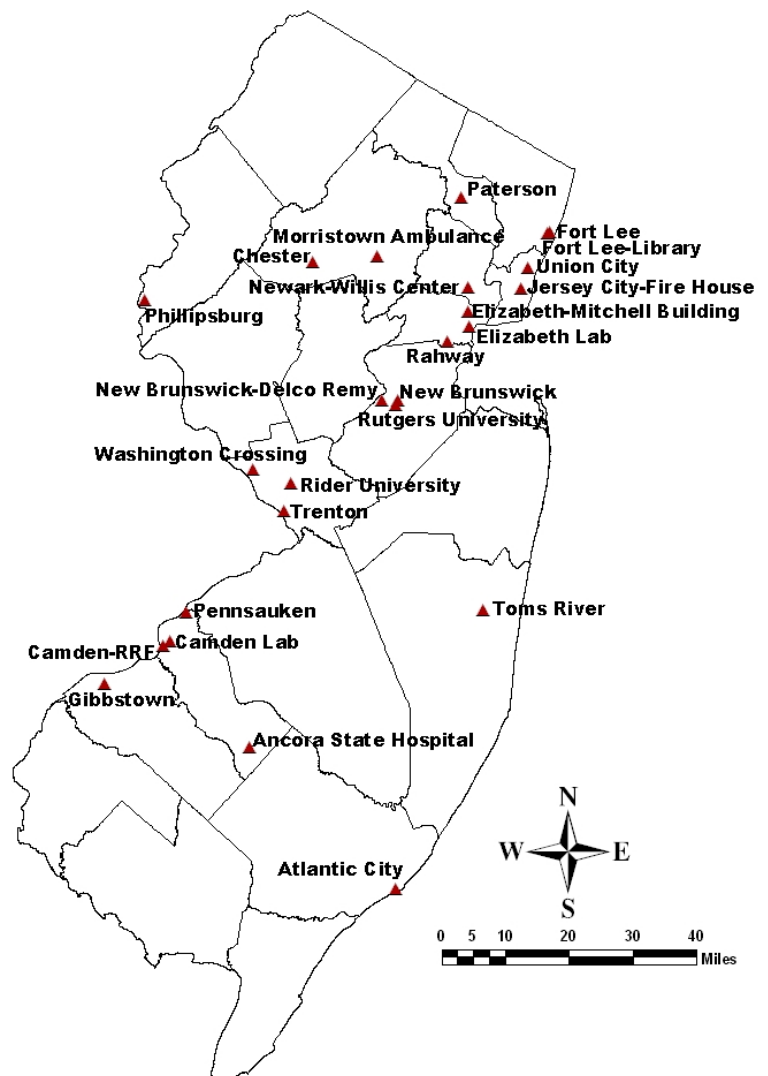 Paterson
Fort Lee
Morristown Ambulance
Fort Lee-Library
Chester
Union City
Newark-Willis Center
Jersey City-Fire House
Phillipsburg
Elizabeth-Mitchell Building
Elizabeth Lab
Rahway
New Brunswick-Delco Remy
New Brunswick
Rutgers University
Washington Crossing
Rider University
Trenton
Pennsauken
Toms River
Camden Lab
Camden-RRF
Gibbstown
Ancora State Hospital
N
W E
S
Atlantic City
0 5 10 20 30 40
Miles